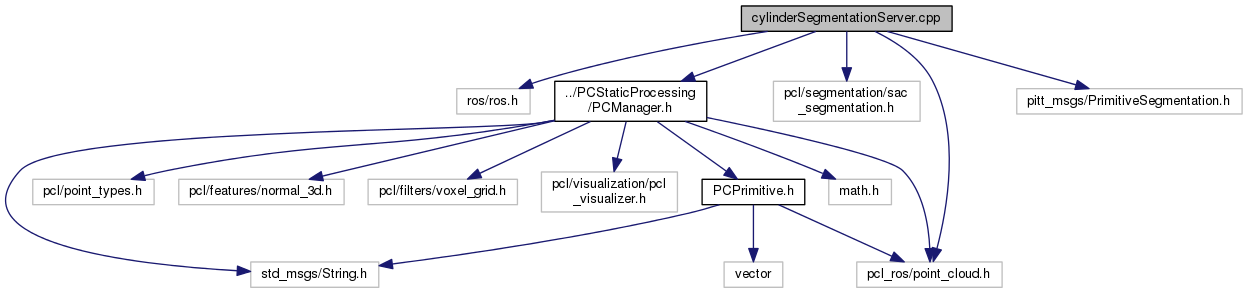 cylinderSegmentationServer.cpp
ros/ros.h
../PCStaticProcessing
/PCManager.h
pcl/segmentation/sac
_segmentation.h
pitt_msgs/PrimitiveSegmentation.h
pcl/point_types.h
pcl/features/normal_3d.h
pcl/filters/voxel_grid.h
pcl/visualization/pcl
_visualizer.h
PCPrimitive.h
math.h
std_msgs/String.h
vector
pcl_ros/point_cloud.h